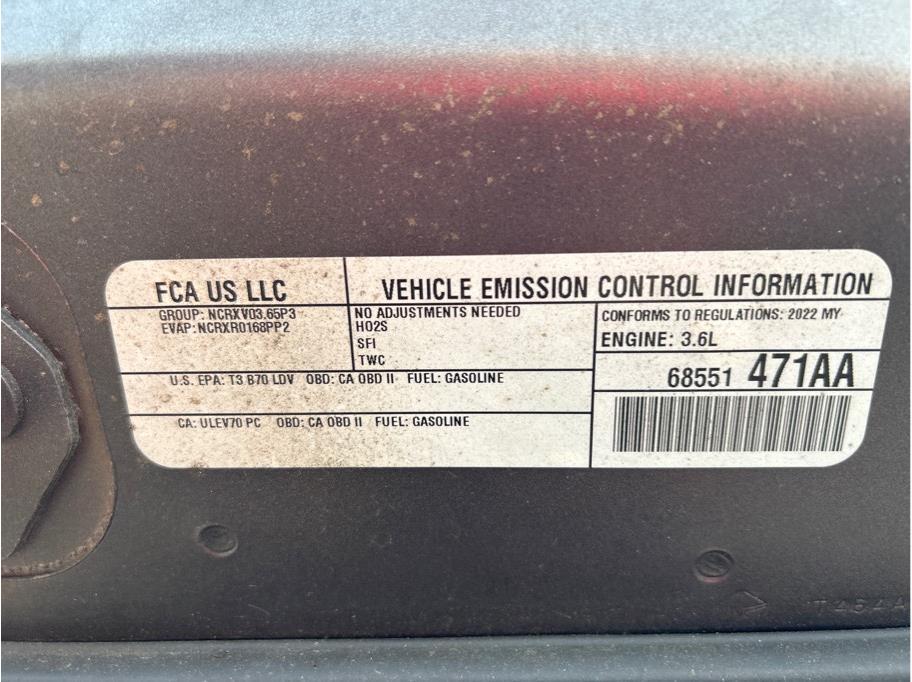 FCA US LLC
VEHICLE EMISSION CONTROL INFORMATION
GROUP: NCRXV03.65P3
EVAP: NCRXR0168PP2
NO ADJUSTMENTS NEEDED
HO2S
SFI
TWC
CONFORMS TO REGULATIONS: 2022 MY
ENGINE: 3.6L
68551 471AA
U.S. EPA: T3 B70 LDV OBD: CA OBD II FUEL: GASOLINE
CA: ULEV70 PC OBD: CA OBD II FUEL: GASOLINE